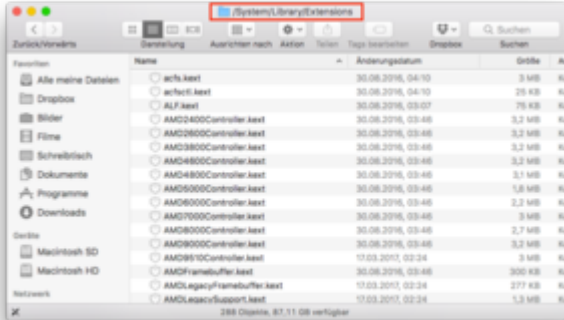 /System/Library/Extensions
Suchen
Zurück/Vorwärts Darstellung Ausrichten nach Aktion Teilen Tags bearbeiten Dropbox Suchen
Favoriten
Alle meine Dateien
Dropbox
Bilder
Filme
Schreibtisch
Dokumente
Programme
Downloads
Geräte
Macintosh SD
Macintosh HD
Netzwerk
Name Änderungsdatum Größe
acfs.kext 30.08.2016, 04:10 3 MB
acfsctl.kext 30.08.2016, 04:10 25 KB
ALF.kext 30.08.2016, 03:07 75 KB
AMD2400Controller.kext 30.08.2016, 03:46 3,2 MB
AMD2600Controller.kext 30.08.2016, 03:46 3,2 MB
AMD3800Controller.kext 30.08.2016, 03:46 3,2 MB
AMD4600Controller.kext 30.08.2016, 03:46 3,2 MB
AMD4800Controller.kext 30.08.2016, 03:46 3,1 MB
AMD5000Controller.kext 30.08.2016, 03:46 1,8 MB
AMD6000Controller.kext 30.08.2016, 03:46 2,2 MB
AMD7000Controller.kext 30.08.2016, 03:46 3 MB
AMD8000Controller.kext 30.08.2016, 03:46 2,7 MB
AMD9000Controller.kext 30.08.2016, 03:46 3,2 MB
AMD9510Controller.kext 17.03.2017, 02:24 3 MB
AMDFramebuffer.kext 30.08.2016, 03:46 300 KB
AMDLegacyFramebuffer.kext 17.03.2017, 02:24 277 KB
AMDLegacySupport.kext 17.03.2017, 02:24 1,3 MB
288 Objekte, 87,11 GB verfügbar